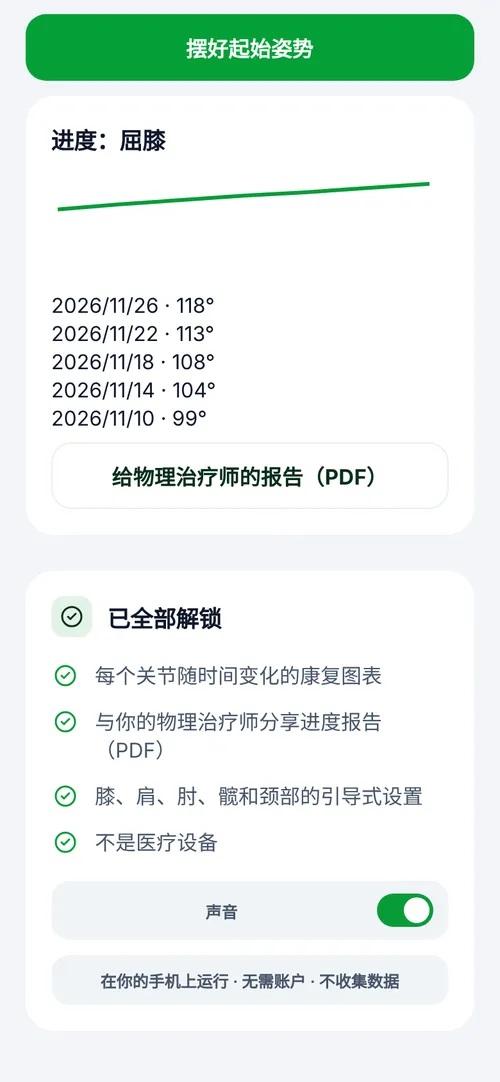 摆好起始姿势
进度：屈膝
2026/11/26 · 118°
2026/11/22 · 113°
2026/11/18 · 108°
2026/11/14 · 104°
2026/11/10 · 99°
给物理治疗师的报告（PDF）
已全部解锁
每个关节随时间变化的康复图表
与你的物理治疗师分享进度报告
（PDF）
膝、肩、肘、髋和颈部的引导式设置
不是医疗设备
声音
在你的手机上运行 · 无需账户 · 不收集数据